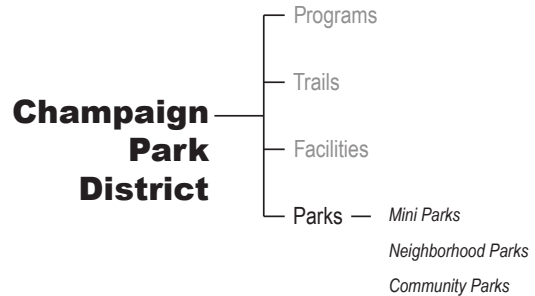 Programs
Trails
Champaign
Park
District
Facilities
Parks
Mini Parks
Neighborhood Parks
Community Parks